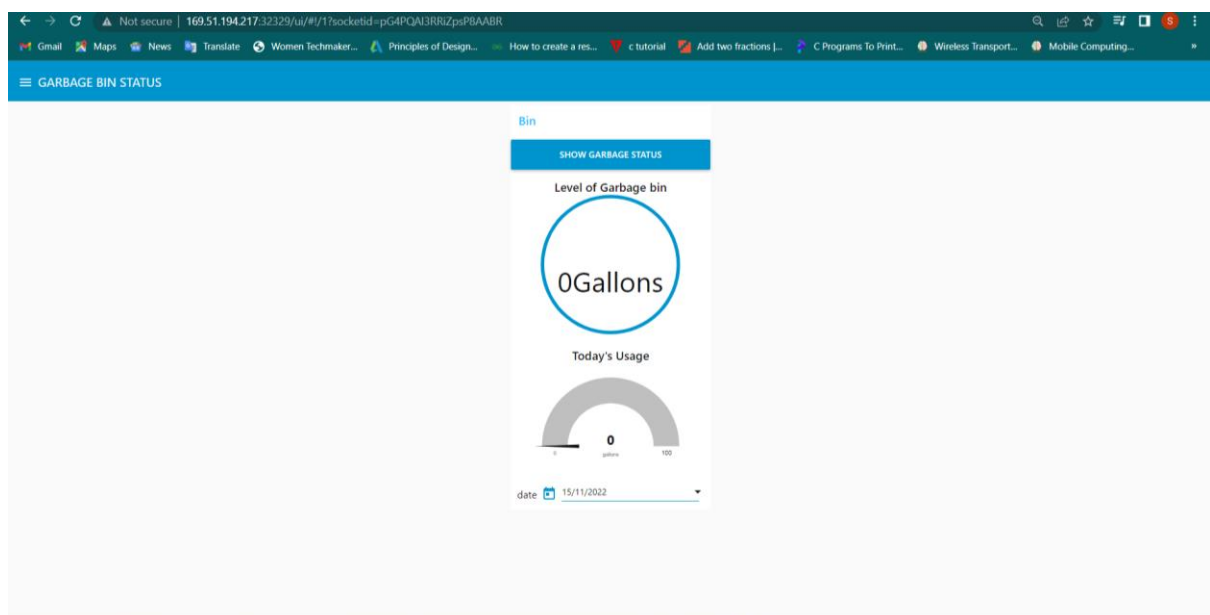 Not secure | 169.51.194.217:32329/ui/#!/1?socketid=pG4PQAI3RRiZpsP8AABR
S
Gmail Maps News Translate Women Techmaker... Principles of Design... How to create a res... c tutorial Add two fractions |... C Programs To Print... Wireless Transport... Mobile Computing... »
GARBAGE BIN STATUS
Bin
SHOW GARBAGE STATUS
Level of Garbage bin
0Gallons
Today's Usage
0
0 gallons 100
date 15/11/2022